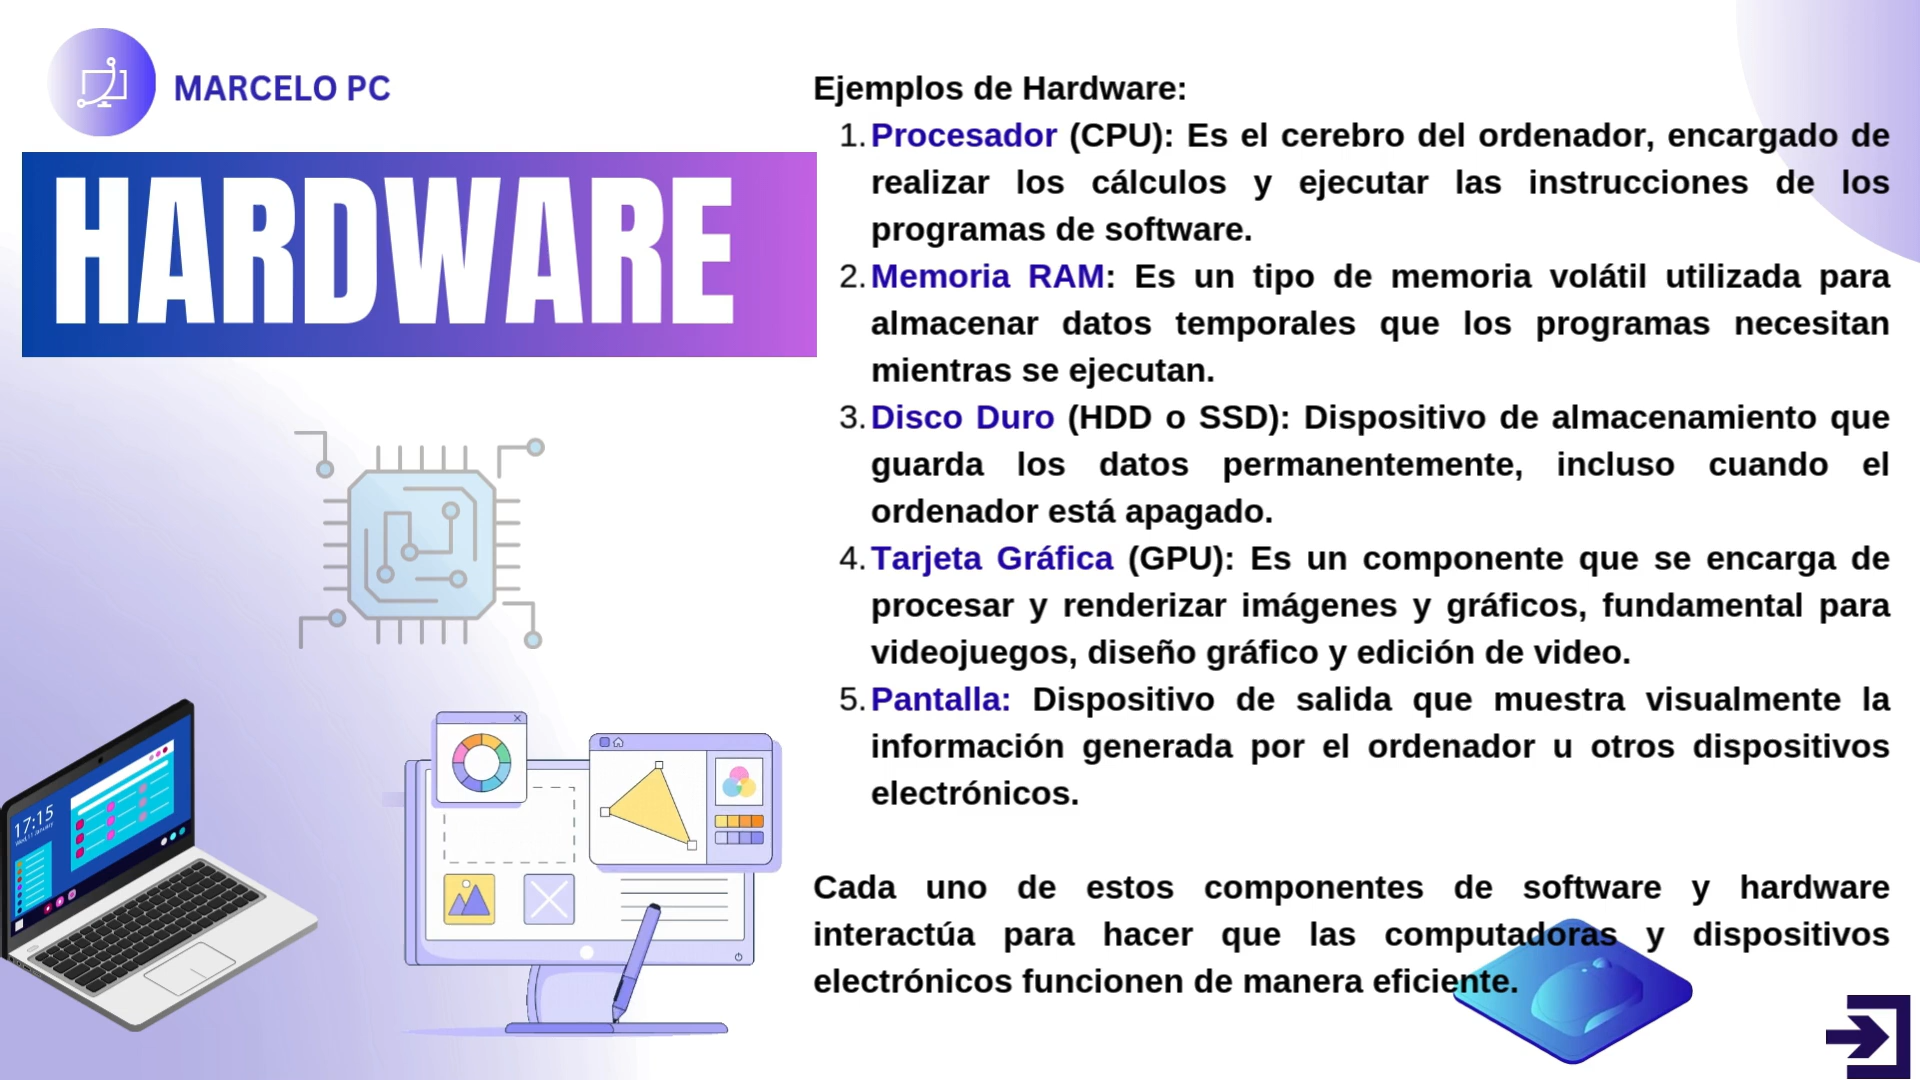 MARCELO PC
HARDWARE
Ejemplos de Hardware:
1. Procesador (CPU): Es el cerebro del ordenador, encargado de
realizar los cálculos y ejecutar las instrucciones de los
programas de software.
2. Memoria RAM: Es un tipo de memoria volátil utilizada para
almacenar datos temporales que los programas necesitan
mientras se ejecutan.
3. Disco Duro (HDD o SSD): Dispositivo de almacenamiento que
guarda los datos permanentemente, incluso cuando el
ordenador está apagado.
4. Tarjeta Gráfica (GPU): Es un componente que se encarga de
procesar y renderizar imágenes y gráficos, fundamental para
videojuegos, diseño gráfico y edición de video.
5. Pantalla: Dispositivo de salida que muestra visualmente la
información generada por el ordenador u otros dispositivos
electrónicos.
Cada uno de estos componentes de software y hardware
interactúa para hacer que las computadoras y dispositivos
electrónicos funcionen de manera eficiente.
17:15